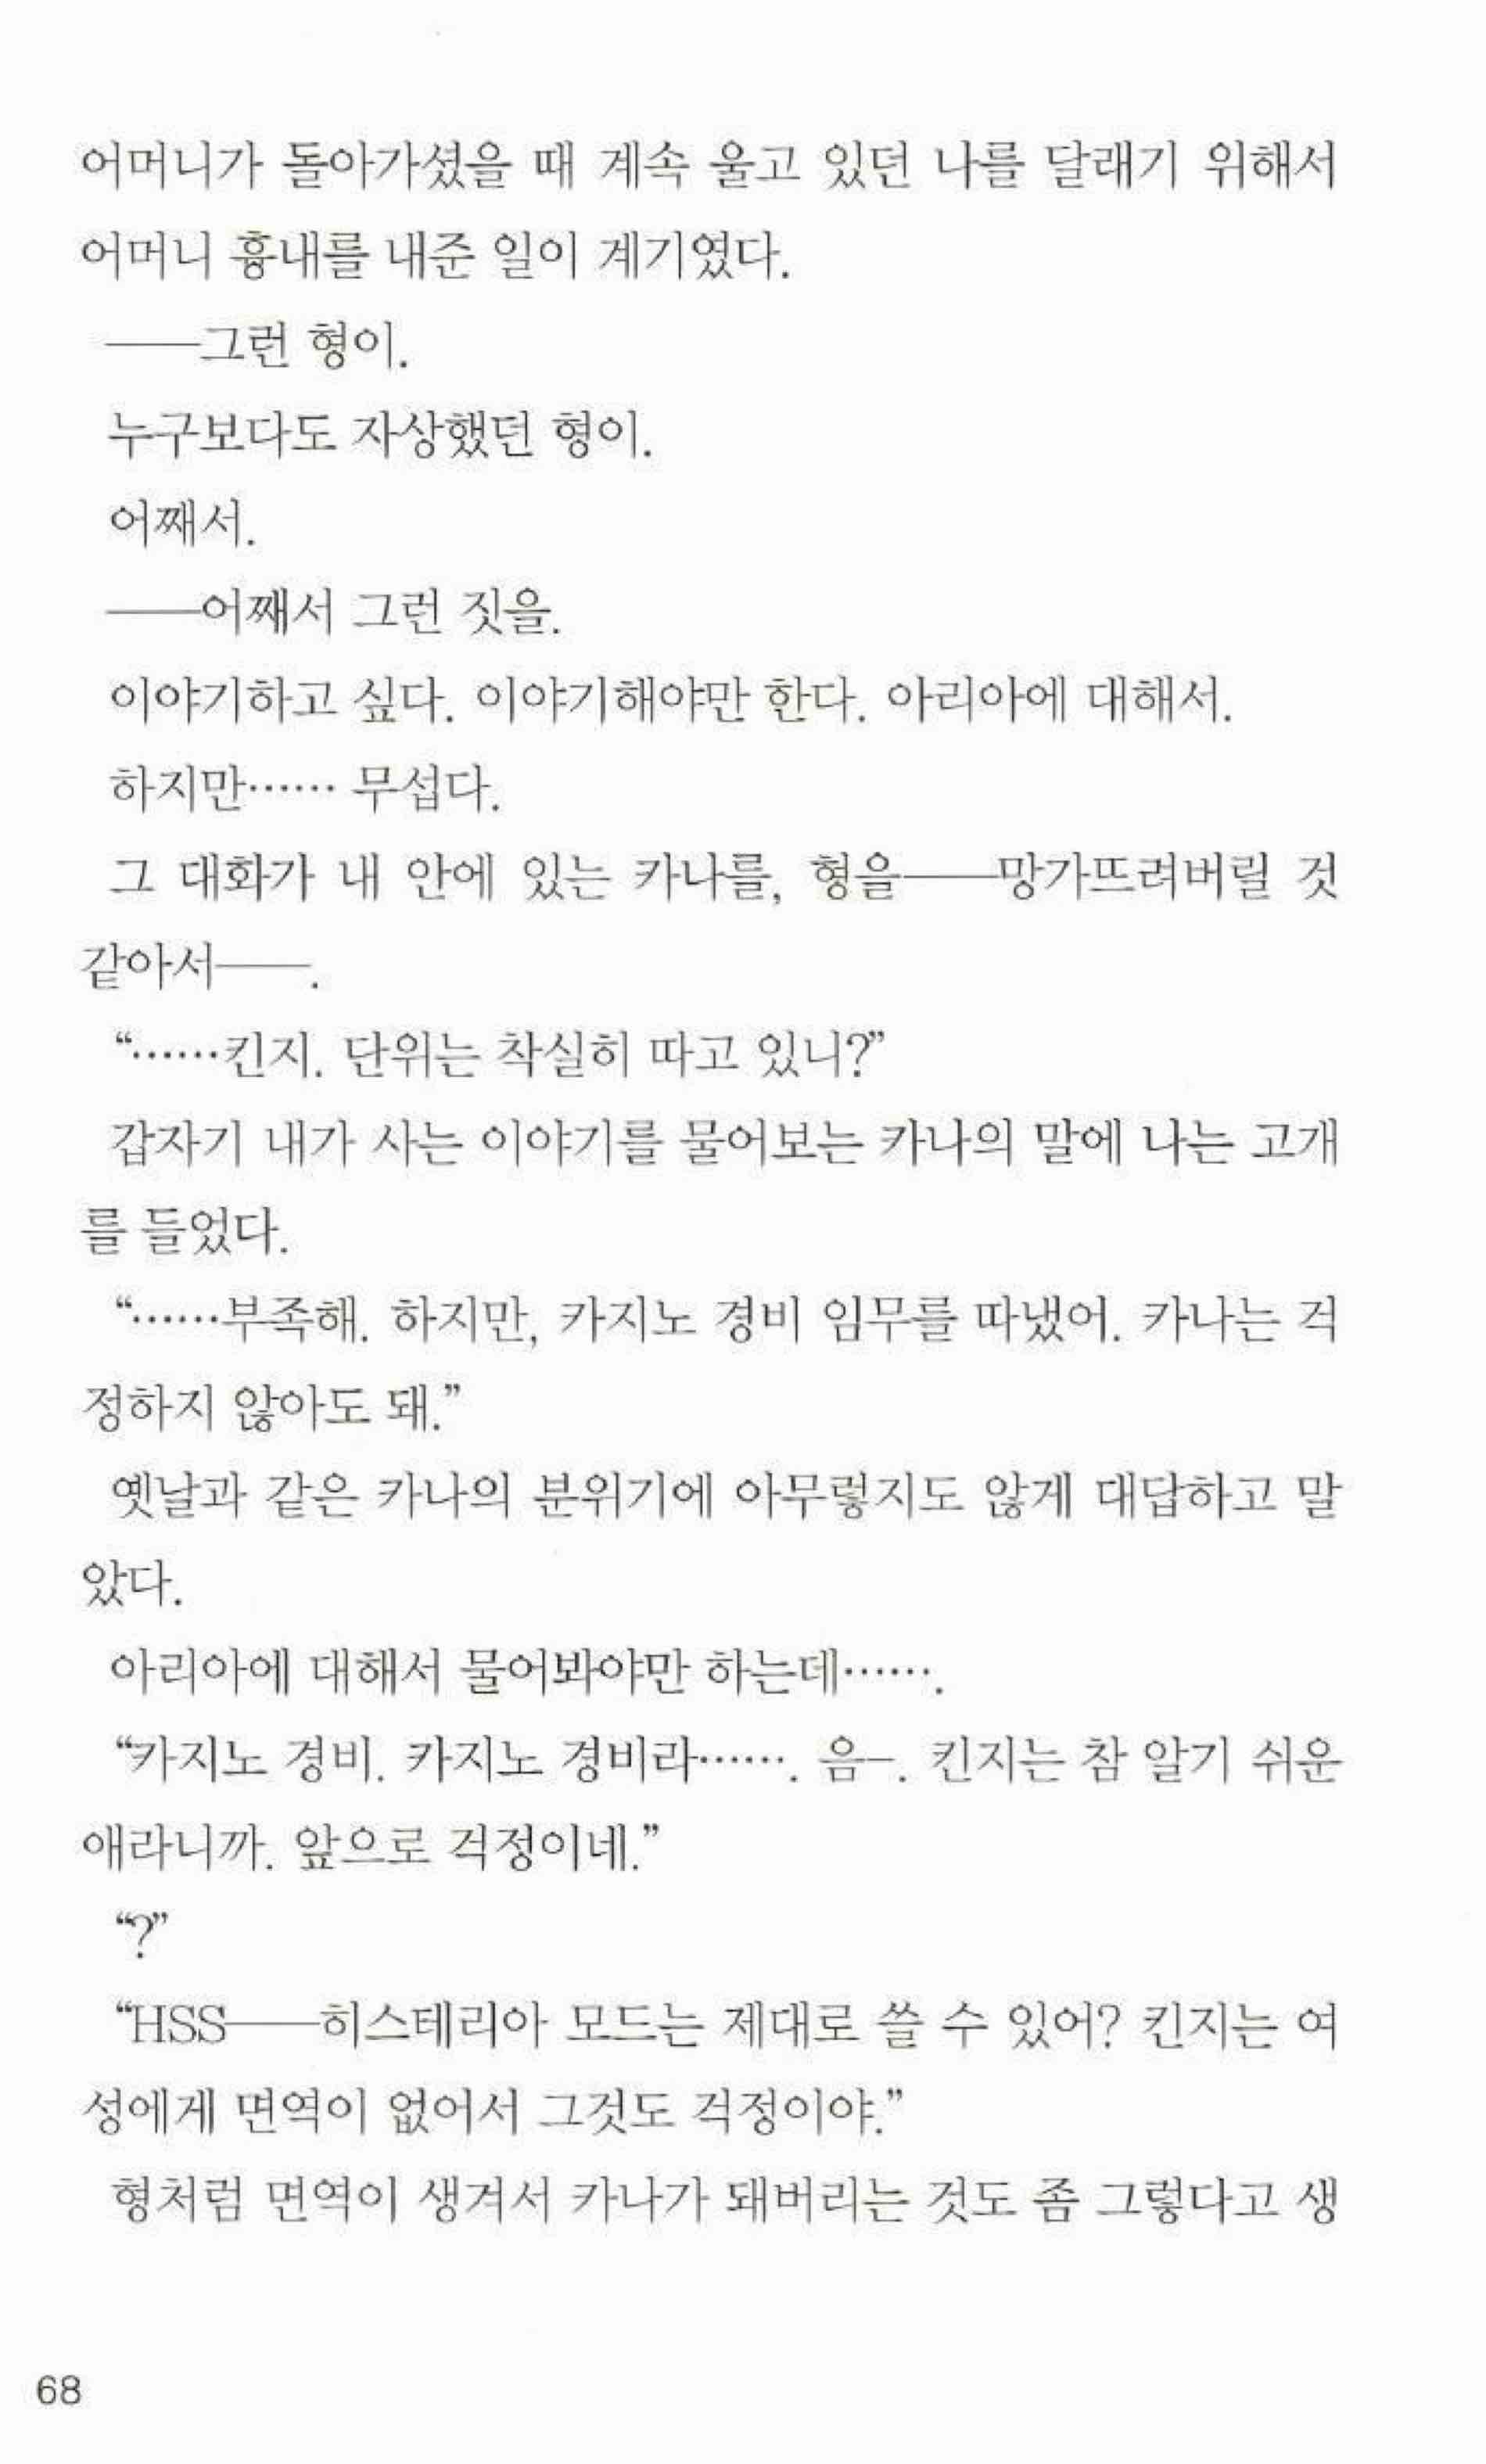 어머니가 돌아가셨을 때 계속 울고 있던 나를 달래기 위해서
어머니 흉내를 내준 일이 계기였다.
──그런 형이.
누구보다도 자상했던 형이.
어째서.
──어째서 그런 짓을.
이야기하고 싶다. 이야기해야만 한다. 아리아에 대해서.
하지만…… 무섭다.
그 대화가 내 안에 있는 카나를, 형을──망가뜨려버릴 것
같아서──.
“……킨지. 단위는 착실히 따고 있니?”
갑자기 내가 사는 이야기를 물어보는 카나의 말에 나는 고개
를 들었다.
“……부족해. 하지만, 카지노 경비 임무를 따냈어. 카나는 걱
정하지 않아도 돼.”
옛날과 같은 카나의 분위기에 아무렇지도 않게 대답하고 말
았다.
아리아에 대해서 물어봐야만 하는데…….
“카지노 경비. 카지노 경비라……. 음─. 킨지는 참 알기 쉬운
애라니까. 앞으로 걱정이네.”
“?”
“HSS──히스테리아 모드는 제대로 쓸 수 있어? 킨지는 여
성에게 면역이 없어서 그것도 걱정이야.”
형처럼 면역이 생겨서 카나가 돼버리는 것도 좀 그렇다고 생
68